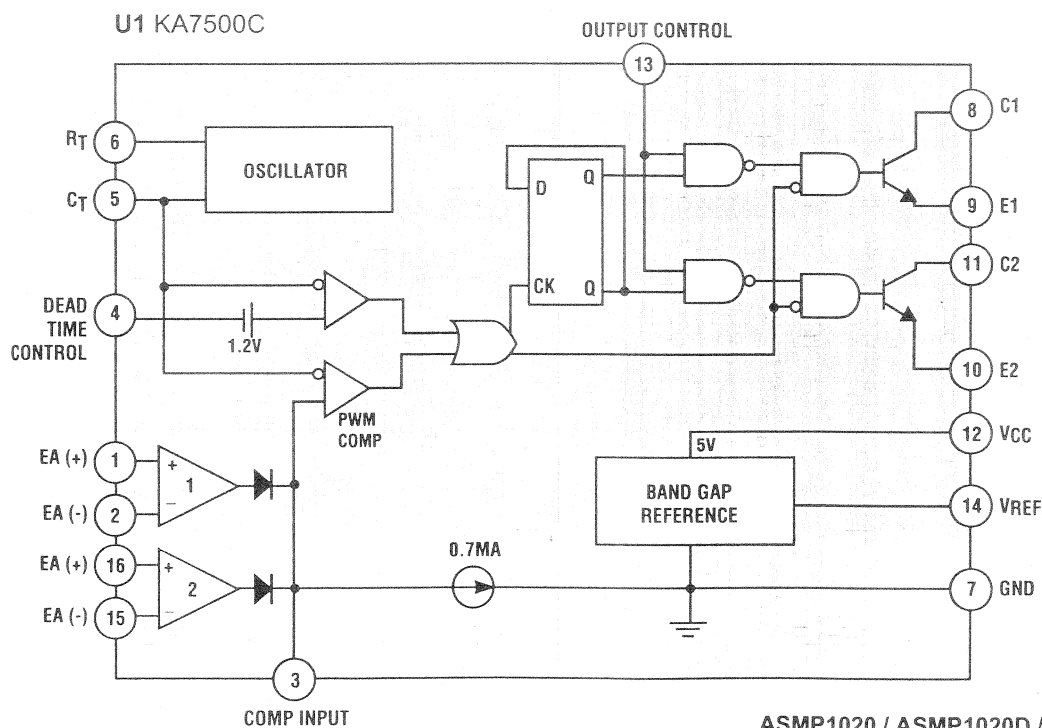 U1 KA7500C
OUTPUT CONTROL
13
8 C1
RT 6
OSCILLATOR
CT 5
D Q
9 E1
11 C2
DEAD
TIME
CONTROL
4
1.2V
CK Q
10 E2
PWM
COMP
12 VCC
5V
EA (+) 1
+
1
−
EA (-) 2
BAND GAP
REFERENCE
14 VREF
EA (+) 16
+
2
−
EA (-) 15
0.7MA
7 GND
3
COMP INPUT
ASMP1020 / ASMP1020D /